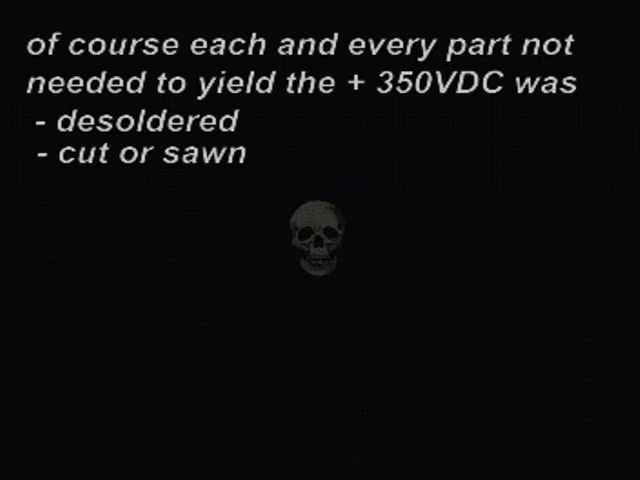 of course each and every part not
needed to yield the + 350VDC was
- desoldered
- cut or sawn